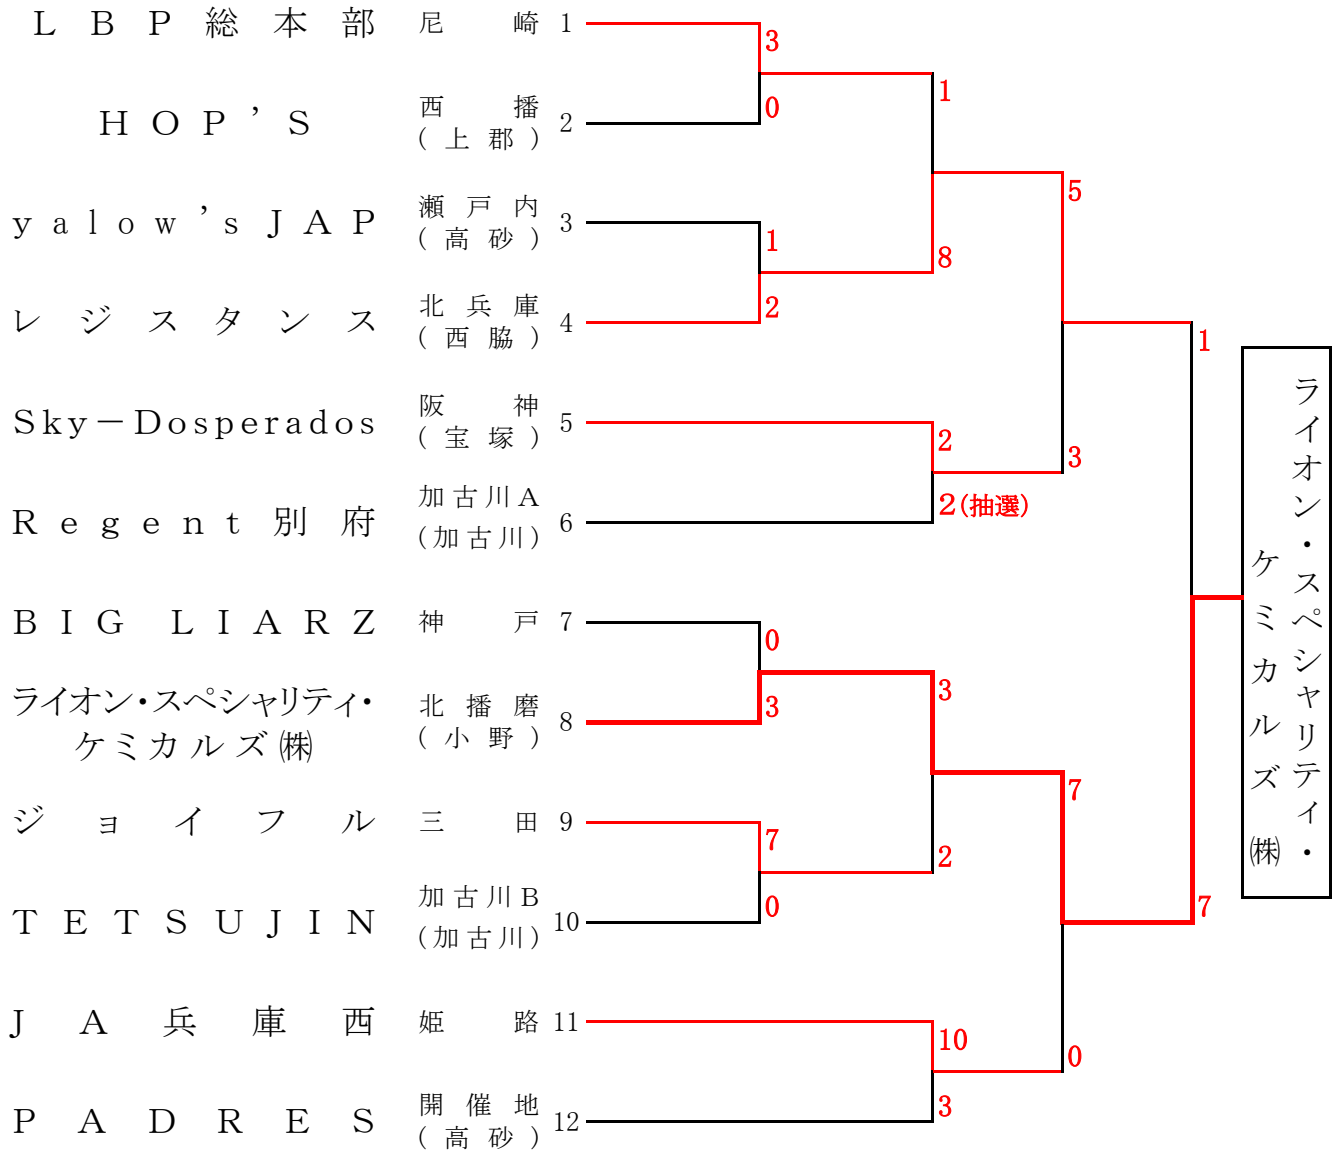 LBP総本部 尼崎 1
HOP’S 西播(上郡) 2
yalow’sJAP 瀬戸内(高砂) 3
レジスタンス 北兵庫(西脇) 4
Sky－Dosperados 阪神(宝塚) 5
Regent別府 加古川A(加古川) 6
BIG LIARZ 神戸 7
ライオン・スペシャリティ・
ケミカルズ㈱ 北播磨(小野) 8
ジョイフル 三田 9
TETSUJIN 加古川B(加古川) 10
JA兵庫西 姫路 11
PADRES 開催地(高砂) 12
3
0
1
2
0
3
7
0
1
8
2
2(抽選)
3
2
10
3
5
3
7
0
1
7
ライオン・スペシャリティ・
ケミカルズ㈱